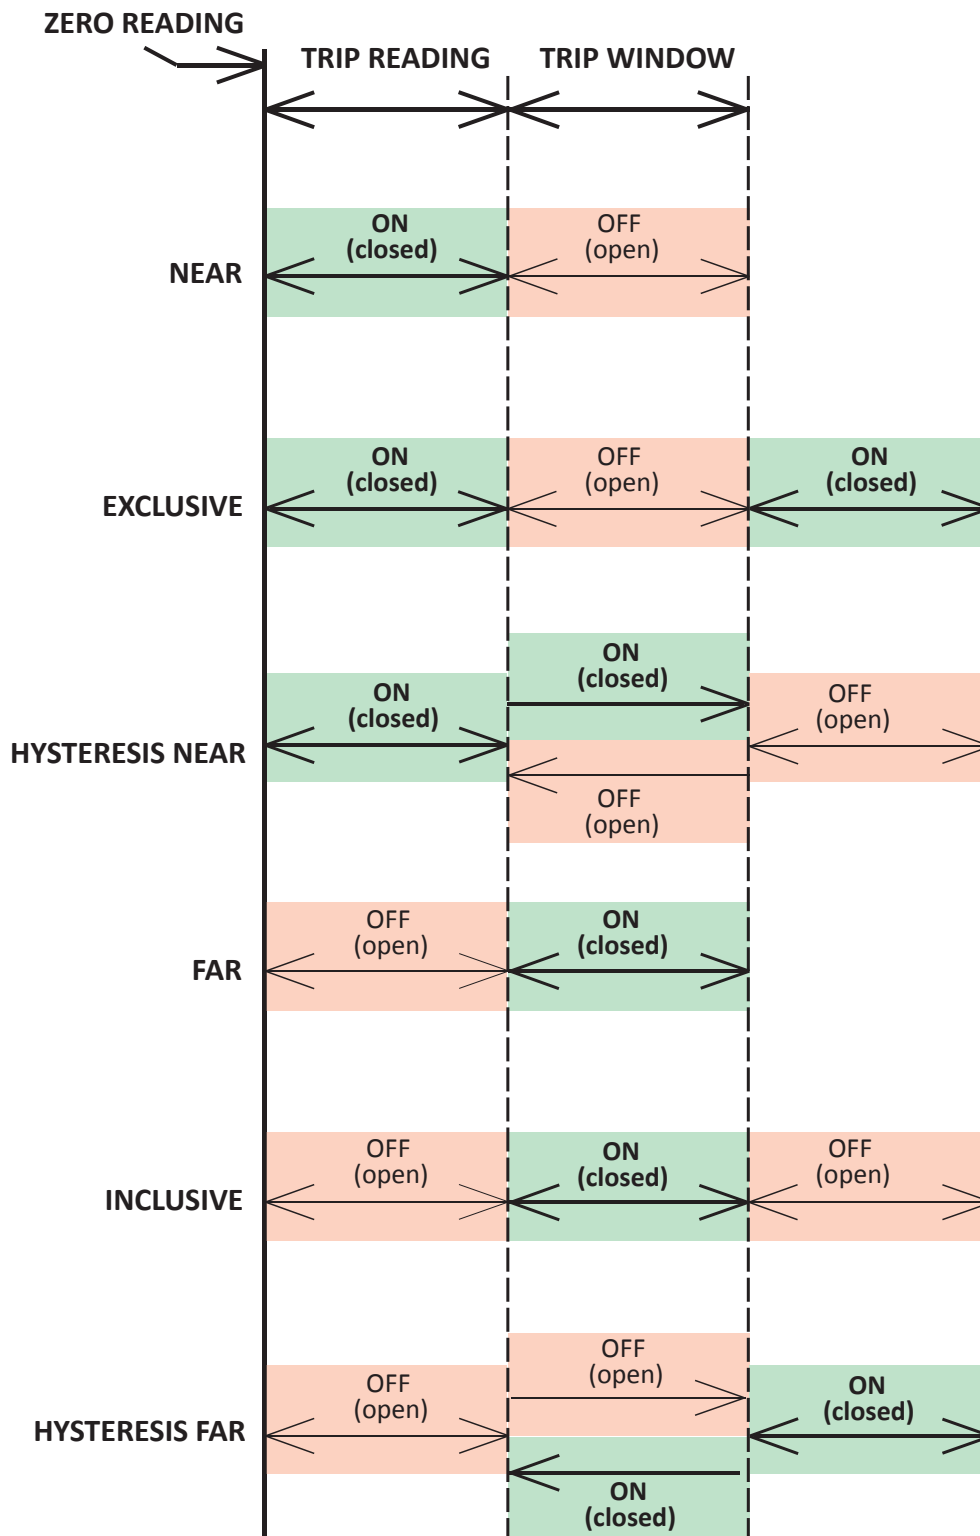 ZERO READING
TRIP READING
TRIP WINDOW
NEAR
ON
(closed)
OFF
(open)
EXCLUSIVE
ON
(closed)
OFF
(open)
ON
(closed)
HYSTERESIS NEAR
ON
(closed)
ON
(closed)
OFF
(open)
OFF
(open)
FAR
OFF
(open)
ON
(closed)
INCLUSIVE
OFF
(open)
ON
(closed)
OFF
(open)
HYSTERESIS FAR
OFF
(open)
OFF
(open)
ON
(closed)
ON
(closed)